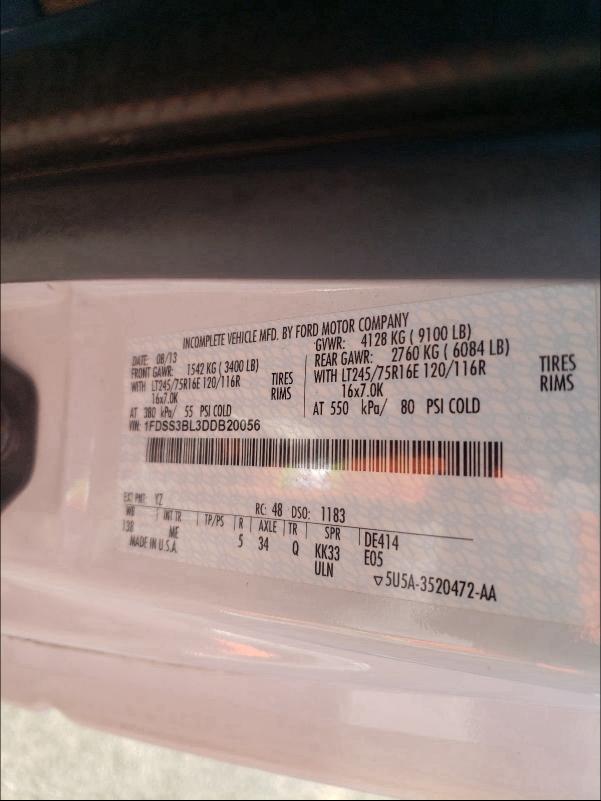 INCOMPLETE VEHICLE MFD. BY FORD MOTOR COMPANY
DATE: 08/13 GVWR: 4128 KG ( 9100 LB)
FRONT GAWR: 1542 KG ( 3400 LB) REAR GAWR: 2760 KG ( 6084 LB)
WITH LT245/75R16E 120/116R TIRES WITH LT245/75R16E 120/116R TIRES
16x7.0K RIMS 16x7.0K RIMS
AT 380 kPa/ 55 PSI COLD AT 550 kPa/ 80 PSI COLD
VIN: 1FDSS3BL3DDB20056
EXT PNT: YZ RC: 48 DSO: 1183
WB INT TR TP/PS R AXLE TR SPR DE414
138 ME 5 34 Q KK33 E05
MADE IN U.S.A. ULN ▽5U5A-3520472-AA